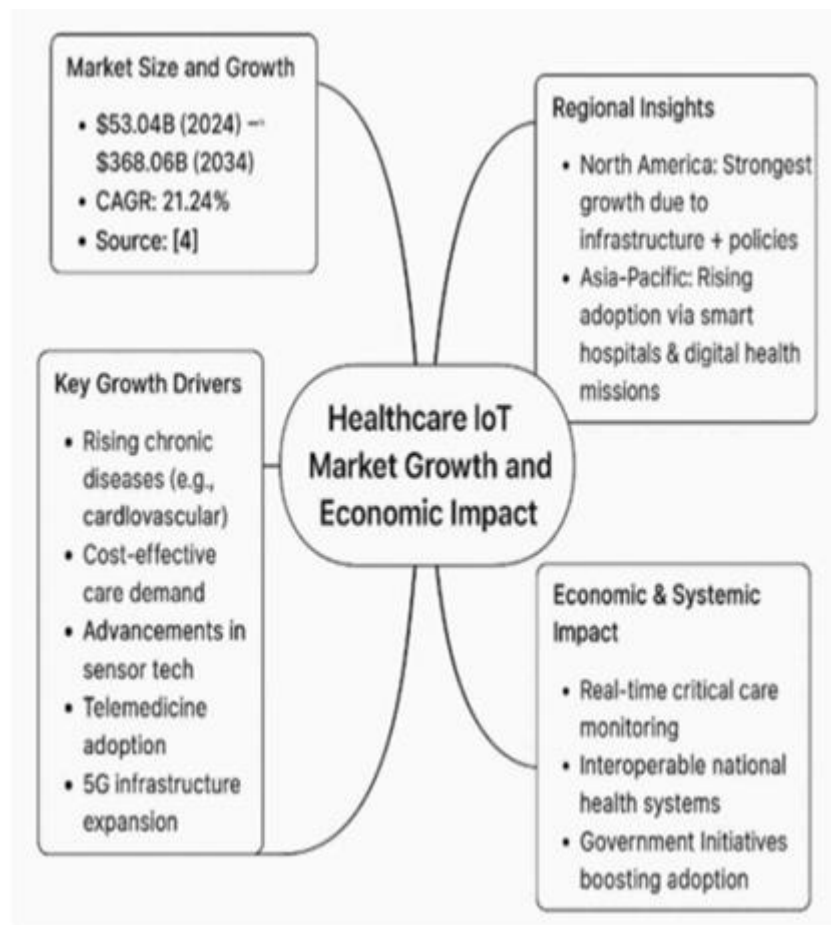 Market Size and Growth
• $53.04B (2024) →
$368.06B (2034)
• CAGR: 21.24%
• Source: [4]
Regional Insights
• North America: Strongest
growth due to
infrastructure + policies
• Asia-Pacific: Rising
adoption via smart
hospitals & digital health
missions
Key Growth Drivers
• Rising chronic
diseases (e.g.,
cardlovascular)
• Cost-effective
care demand
• Advancements in
sensor tech
• Telemedicine
adoption
• 5G infrastructure
expansion
Healthcare IoT
Market Growth and
Economic Impact
Economic & Systemic
Impact
• Real-time critical care
monitoring
• Interoperable national
health systems
• Government Initiatives
boosting adoption